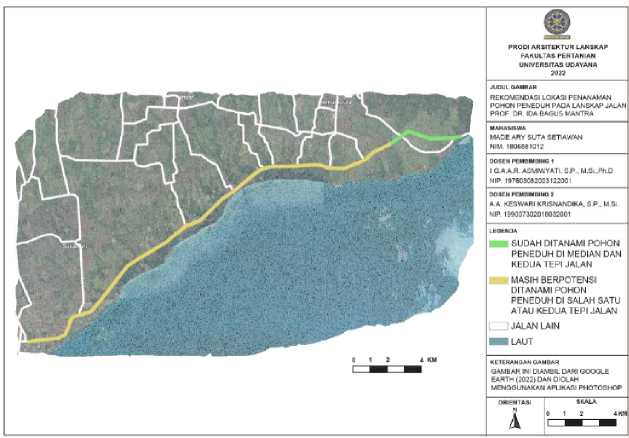 PRODI ARSITEKTUR LANSKAP
FAKULTAS PERTANIAN
UNIVERSITAS UDAYANA
2022
JUDUL GAMBAR
REKOMENDASI LOKASI PENANAMAN
POHON PENEDUH PADA LANSKAP JALAN
PROF. DR. IDA BAGUS MANTRA
MAHASISWA
MADE ARY SUTA SETIAWAN
NIM.
DOSEN PEMBIMBING 1
I G.A.A.R. ASMIWYATI, S.P., M.Si.,Ph.D
NIP.
DOSEN PEMBIMBING 2
A.A. KESWARI KRISNANDIKA, S.P., M.Si.
NIP.
LEGENDA
SUDAH DITANAMI POHON
PENEDUH DI MEDIAN DAN
KEDUA TEPI JALAN
MASIH BERPOTENSI
DITANAMI POHON
PENEDUH DI SALAH SATU
ATAU KEDUA TEPI JALAN
JALAN LAIN
LAUT
KETERANGAN GAMBAR
GAMBAR INI DIAMBIL DARI GOOGLE
EARTH (2022) DAN DIOLAH
MENGGUNAKAN APLIKASI PHOTOSHOP
ORIENTASI
SKALA
N
0 1 2 4 KM
0 1 2 4 KM